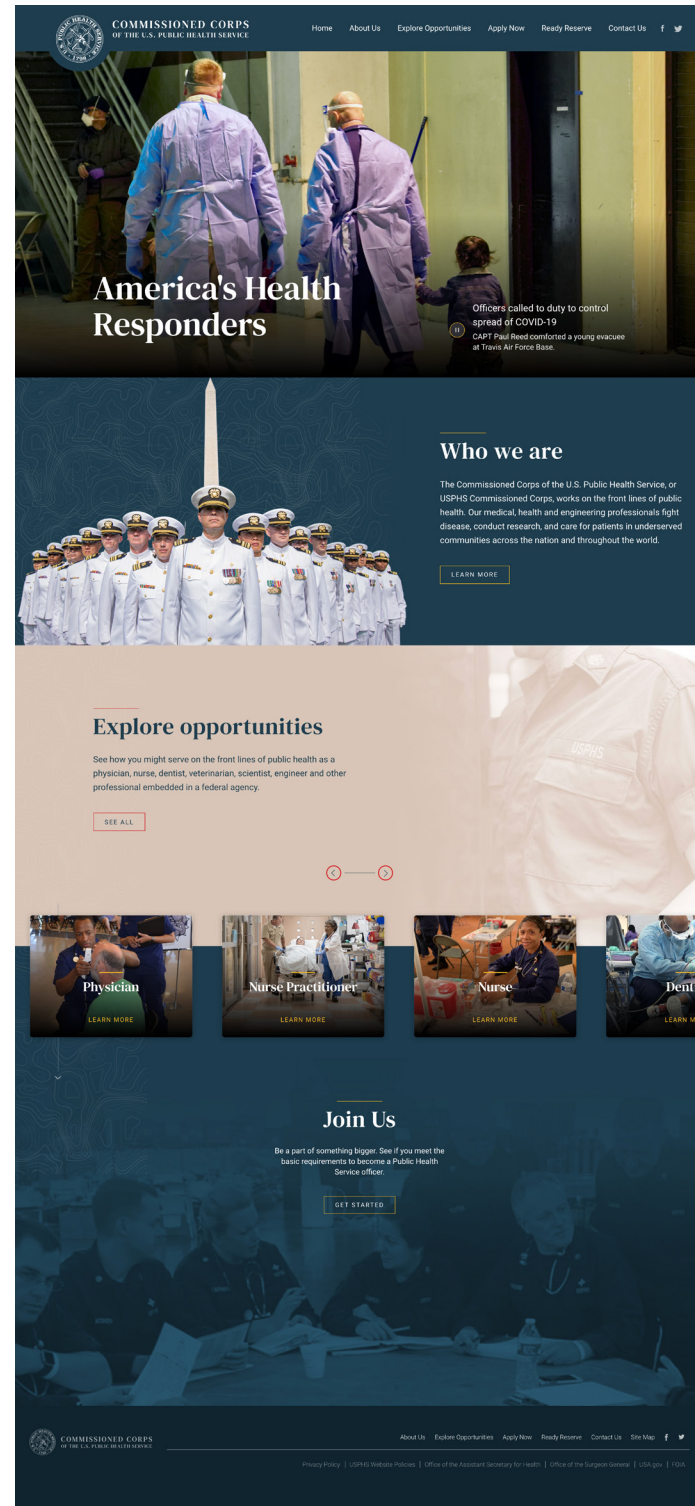 COMMISSIONED CORPS
OF THE U.S. PUBLIC HEALTH SERVICE
Home About Us Explore Opportunities Apply Now Ready Reserve Contact Us
U.S. PUBLIC HEALTH SERVICE
1798
America's Health
Responders
Officers called to duty to control
spread of COVID-19
CAPT Paul Reed comforted a young evacuee
at Travis Air Force Base.
Who we are
The Commissioned Corps of the U.S. Public Health Service, or
USPHS Commissioned Corps, works on the front lines of public
health. Our medical, health and engineering professionals fight
disease, conduct research, and care for patients in underserved
communities across the nation and throughout the world.
LEARN MORE
Explore opportunities
See how you might serve on the front lines of public health as a
physician, nurse, dentist, veterinarian, scientist, engineer and other
professional embedded in a federal agency.
SEE ALL
USPHS
Physician
LEARN MORE
Nurse Practitioner
LEARN MORE
Nurse
LEARN MORE
Dent
LEARN M
Join Us
Be a part of something bigger. See if you meet the
basic requirements to become a Public Health
Service officer.
GET STARTED
COMMISSIONED CORPS
OF THE U.S. PUBLIC HEALTH SERVICE
About Us Explore Opportunities Apply Now Ready Reserve Contact Us Site Map
Privacy Policy | USPHS Website Policies | Office of the Assistant Secretary for Health | Office of the Surgeon General | USA.gov | FOIA